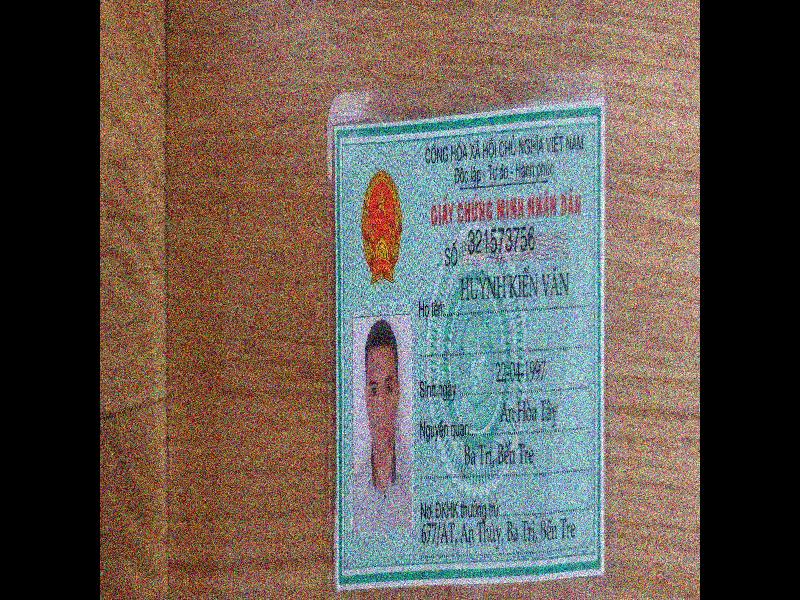 CỘNG HÒA XÃ HỘI CHỦ NGHĨA VIỆT NAM
Độc lập - Tự do - Hạnh phúc
GIẤY CHỨNG MINH NHÂN DÂN
SỐ 321573756
Họ tên: HUỲNH KIẾN VĂN
Sinh ngày 22-04-1997
Nguyên quán An Hòa Tây
Ba Tri, Bến Tre
Nơi ĐKHK thường trú
677/AT, An Thủy, Ba Tri, Bến Tre